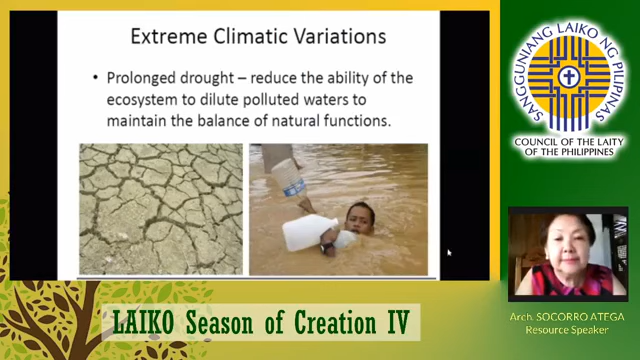 Extreme Climatic Variations
• Prolonged drought – reduce the ability of the
ecosystem to dilute polluted waters to
maintain the balance of natural functions.
SANGGUNIANG LAIKO NG PILIPINAS
COUNCIL OF THE LAITY
OF THE PHILIPPINES
Arch. SOCORRO ATEGA
Resource Speaker
LAIKO Season of Creation IV